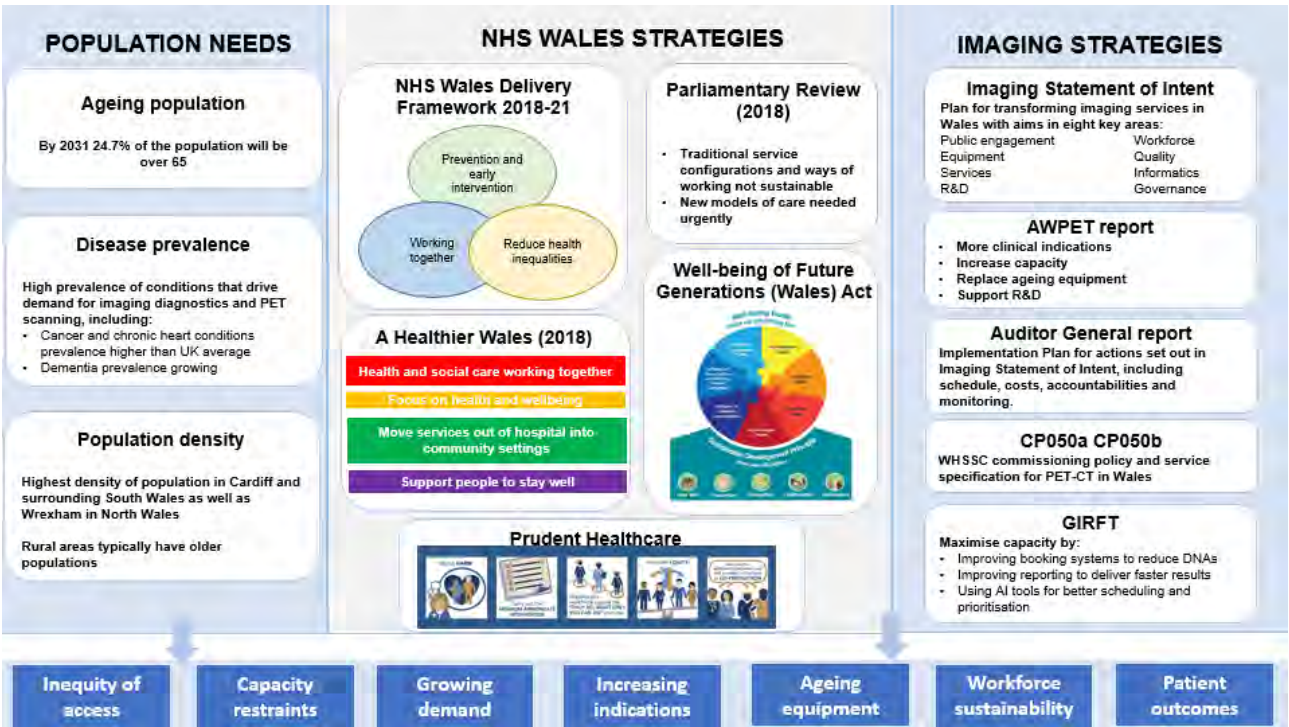 POPULATION NEEDS
Ageing population
By 2031 24.7% of the population will be
over 65
Disease prevalence
High prevalence of conditions that drive
demand for imaging diagnostics and PET
scanning, including:
• Cancer and chronic heart conditions
prevalence higher than UK average
• Dementia prevalence growing
Population density
Highest density of population in Cardiff and
surrounding South Wales as well as
Wrexham in North Wales
Rural areas typically have older
populations
NHS WALES STRATEGIES
NHS Wales Delivery
Framework 2018-21
Prevention and
early
intervention
Working
together
Reduce health
inequalities
A Healthier Wales (2018)
Health and social care working together
Focus on health and wellbeing
Move services out of hospital into
community settings
Support people to stay well
Parliamentary Review
(2018)
• Traditional service
configurations and ways of
working not sustainable
• New models of care needed
urgently
Well-being of Future
Generations (Wales) Act
Prudent Healthcare
IMAGING STRATEGIES
Imaging Statement of Intent
Plan for transforming imaging services in
Wales with aims in eight key areas:
Public engagement Workforce
Equipment Quality
Services Informatics
R&D Governance
AWPET report
• More clinical indications
• Increase capacity
• Replace ageing equipment
• Support R&D
Auditor General report
Implementation Plan for actions set out in
Imaging Statement of Intent, including
schedule, costs, accountabilities and
monitoring.
CP050a CP050b
WHSSC commissioning policy and service
specification for PET-CT in Wales
GIRFT
Maximise capacity by:
• Improving booking systems to reduce DNAs
• Improving reporting to deliver faster results
• Using AI tools for better scheduling and
prioritisation
Inequity of
access
Capacity
restraints
Growing
demand
Increasing
indications
Ageing
equipment
Workforce
sustainability
Patient
outcomes